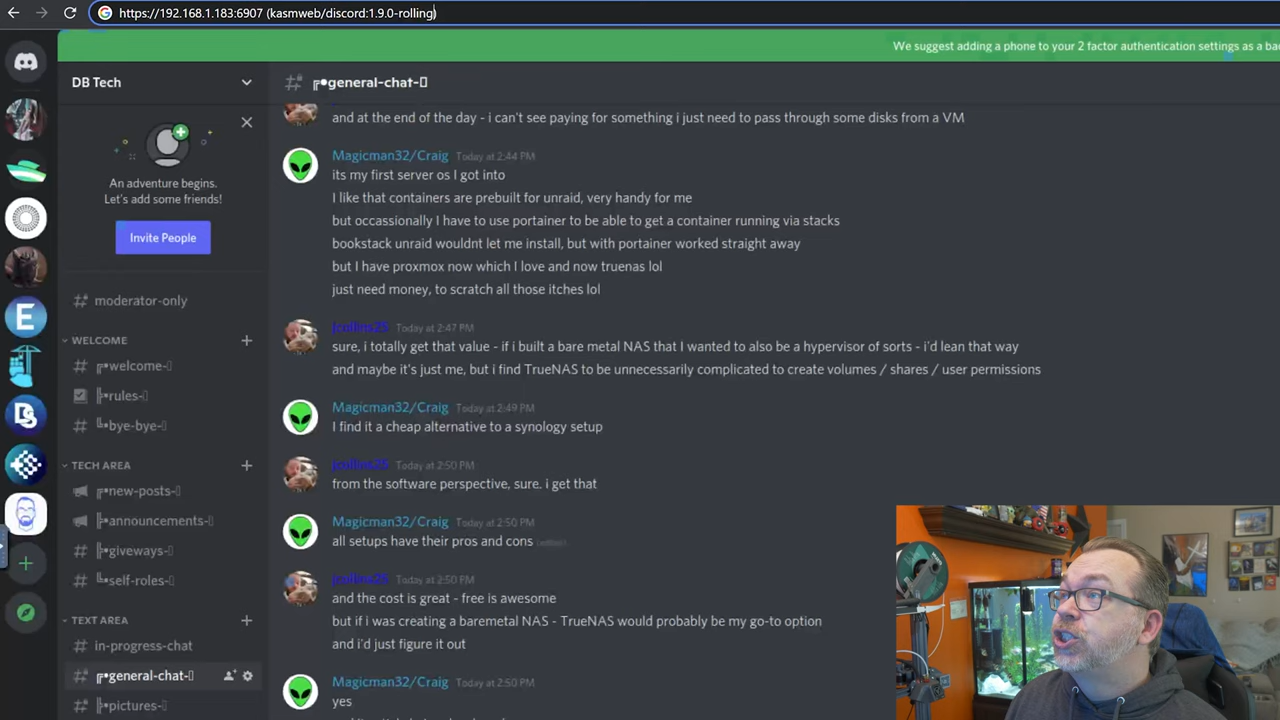 https://192.168.1.183:6907 (kasmweb/discord:1.9.0-rolling)
We suggest adding a phone to your 2 factor authentication settings as a
DB Tech
general-chat-
An adventure begins.
Let's add some friends!
Invite People
moderator-only
WELCOME
welcome-
rules-
bye-bye-
TECH AREA
new-posts-
announcements-
giveways-
self-roles-
TEXT AREA
in-progress-chat
general-chat-
pictures-
E
and at the end of the day - i can't see paying for something i just need to pass through some disks from a VM
Magicman32/Craig Today at 2:44 PM
its my first server os I got into
I like that containers are prebuilt for unraid, very handy for me
but occassionally I have to use portainer to be able to get a container running via stacks
bookstack unraid wouldnt let me install, but with portainer worked straight away
but I have proxmox now which I love and now truenas lol
just need money, to scratch all those itches lol
jcollins25 Today at 2:47 PM
sure, i totally get that value - if i built a bare metal NAS that I wanted to also be a hypervisor of sorts - i'd lean that way
and maybe it's just me, but i find TrueNAS to be unnecessarily complicated to create volumes / shares / user permissions
Magicman32/Craig Today at 2:49 PM
I find it a cheap alternative to a synology setup
jcollins25 Today at 2:50 PM
from the software perspective, sure. i get that
Magicman32/Craig Today at 2:50 PM
all setups have their pros and cons (edited)
jcollins25 Today at 2:50 PM
and the cost is great - free is awesome
but if i was creating a baremetal NAS - TrueNAS would probably be my go-to option
and i'd just figure it out
Magicman32/Craig Today at 2:50 PM
yes